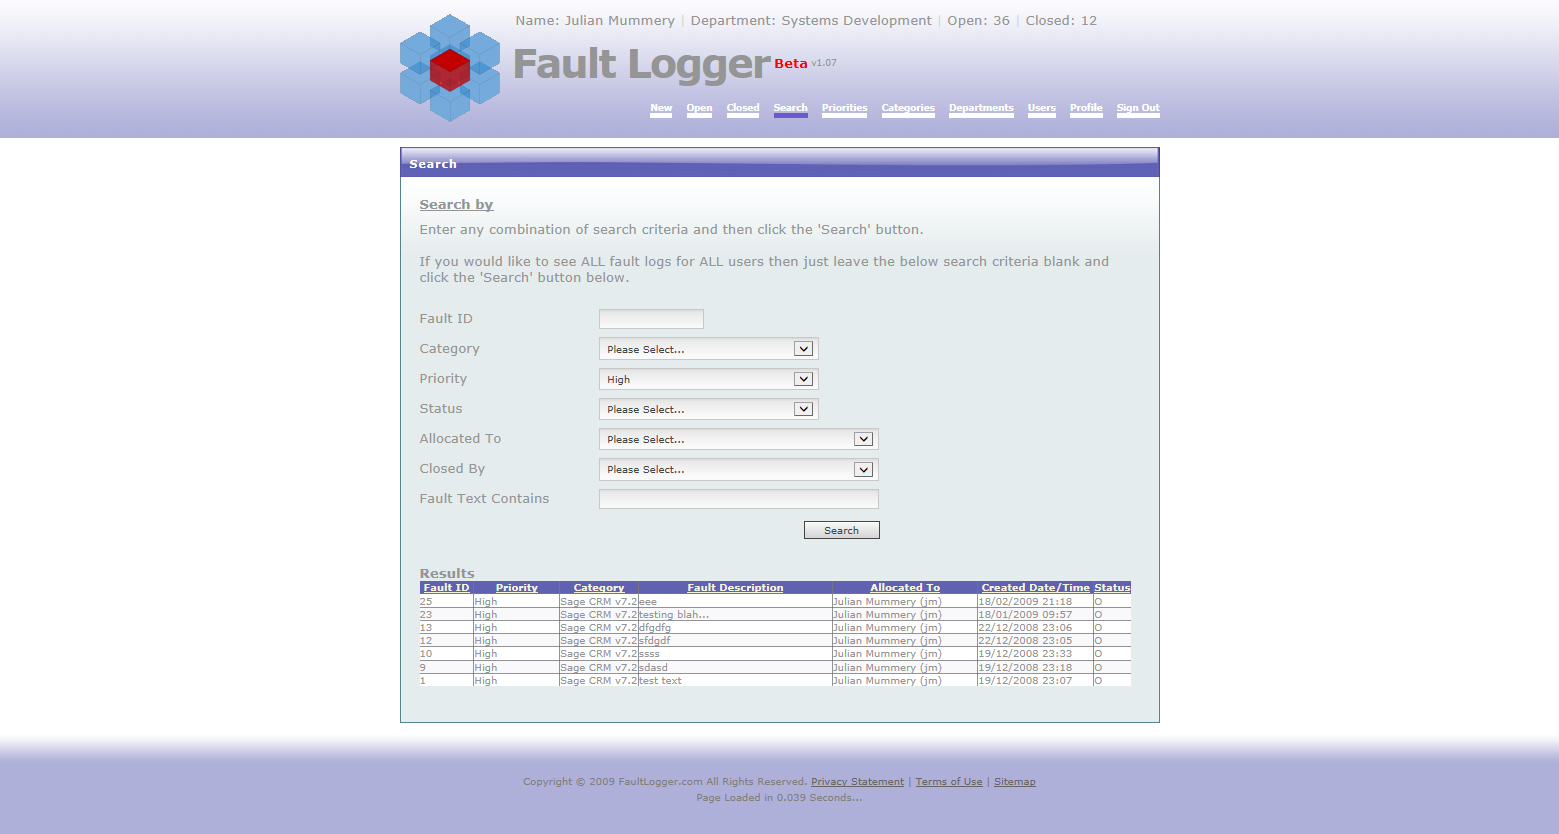 Name: Julian Mummery | Department: Systems Development | Open: 36 | Closed: 12
Fault Logger Beta v1.07
New Open Closed Search Priorities Categories Departments Users Profile Sign Out
Search
Search by
Enter any combination of search criteria and then click the 'Search' button.
If you would like to see ALL fault logs for ALL users then just leave the below search criteria blank and
click the 'Search' button below.
Fault ID
Category Please Select...
Priority High
Status Please Select...
Allocated To Please Select...
Closed By Please Select...
Fault Text Contains
Search
Results
Fault ID Priority Category Fault Description Allocated To Created Date/Time Status
25 High Sage CRM v7.2 eee Julian Mummery (jm) 18/02/2009 21:18 O
23 High Sage CRM v7.2 testing blah... Julian Mummery (jm) 18/01/2009 09:57 O
13 High Sage CRM v7.2 dfgdfg Julian Mummery (jm) 22/12/2008 23:06 O
12 High Sage CRM v7.2 sfdgdf Julian Mummery (jm) 22/12/2008 23:05 O
10 High Sage CRM v7.2 ssss Julian Mummery (jm) 19/12/2008 23:33 O
9 High Sage CRM v7.2 sdasd Julian Mummery (jm) 19/12/2008 23:18 O
1 High Sage CRM v7.2 test text Julian Mummery (jm) 19/12/2008 23:07 O
Copyright © 2009 FaultLogger.com All Rights Reserved. Privacy Statement | Terms of Use | Sitemap
Page Loaded in 0.039 Seconds...